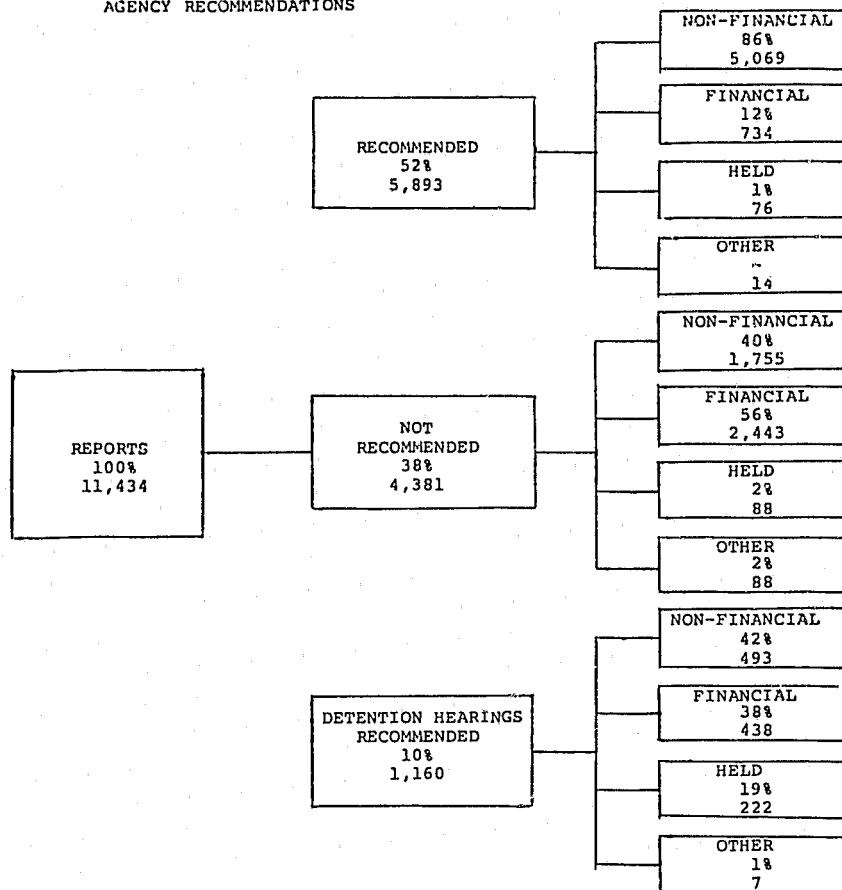 AGENCY RECOMMENDATIONS
NON-FINANCIAL
86%
5,069
FINANCIAL
12%
734
RECOMMENDED
52%
5,893
HELD
1%
76
OTHER
~
14
NON-FINANCIAL
40%
1,755
FINANCIAL
56%
2,443
REPORTS
100%
11,434
NOT
RECOMMENDED
38%
4,381
HELD
2%
88
OTHER
2%
88
NON-FINANCIAL
42%
493
FINANCIAL
38%
438
DETENTION HEARINGS
RECOMMENDED
10%
1,160
HELD
19%
222
OTHER
1%
7